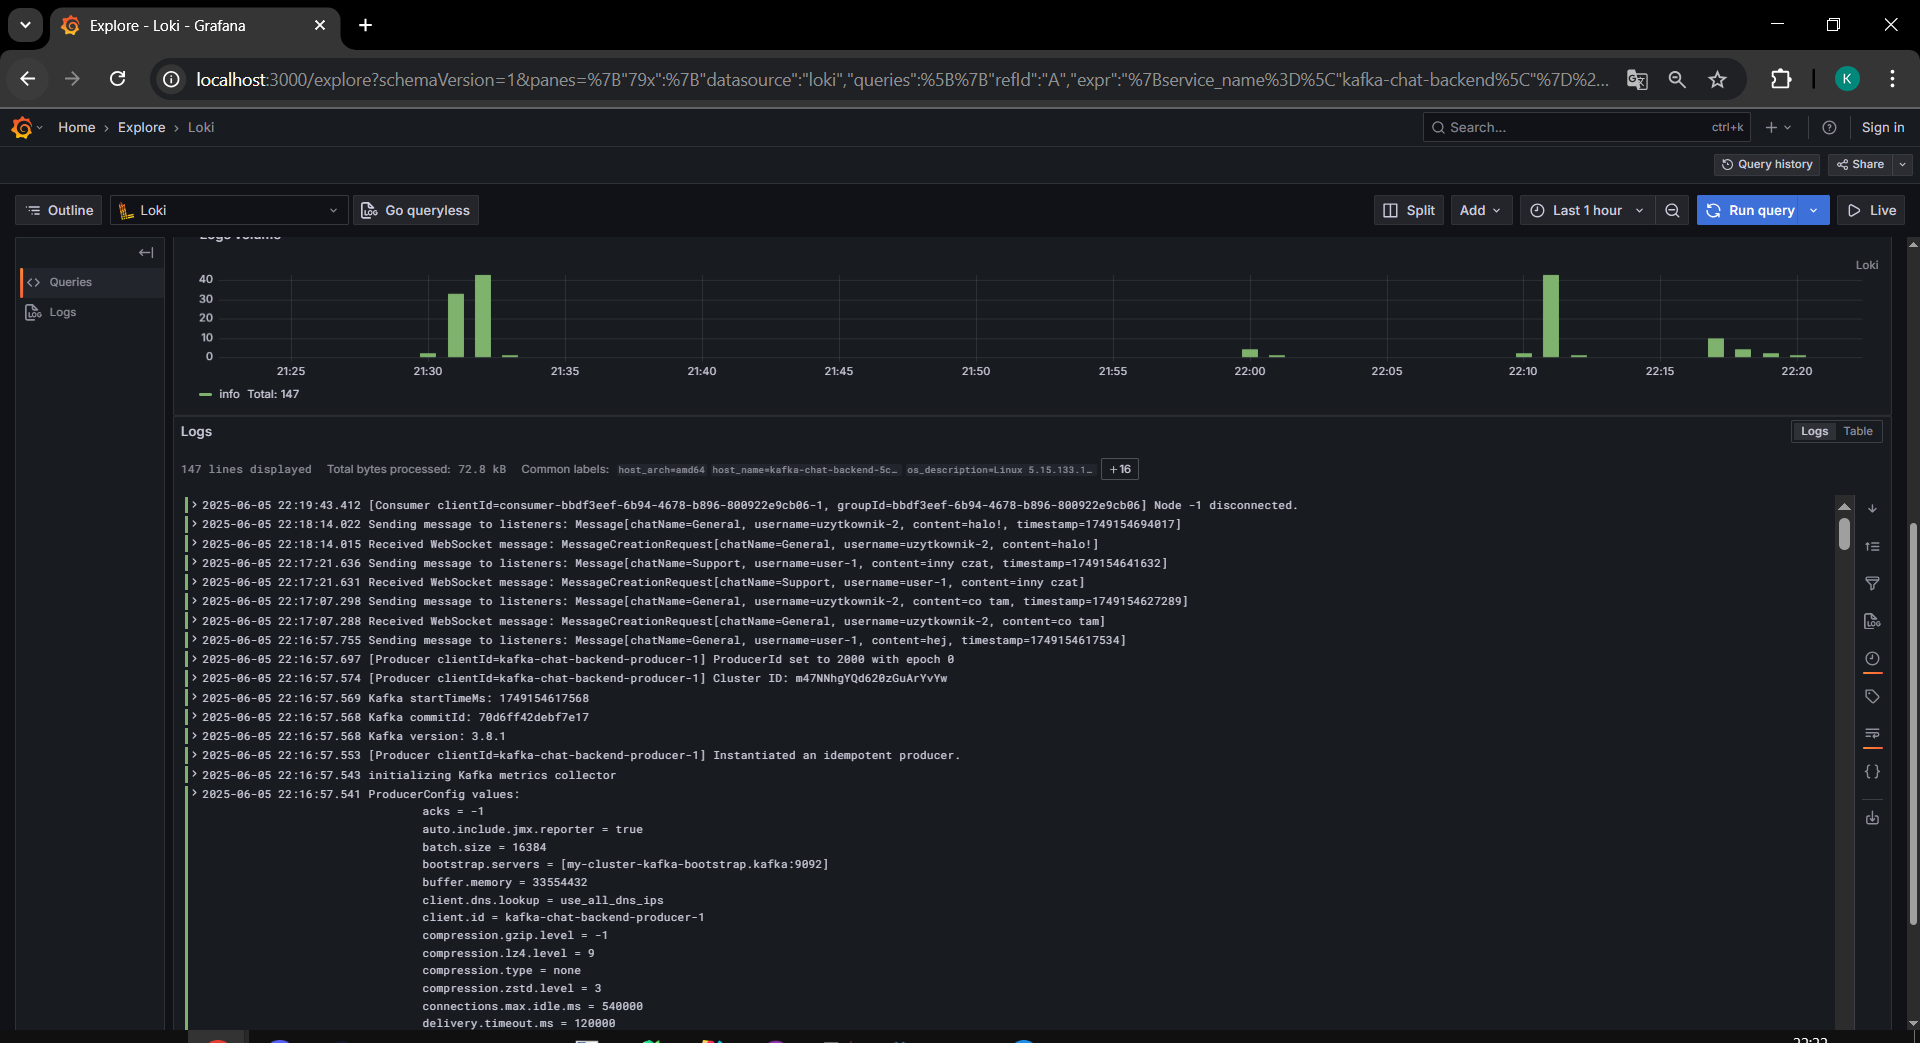 Explore - Loki - Grafana
localhost:3000/explore?schemaVersion=1&panes=%7B"79x":%7B"datasource":"loki","queries":%5B%7B"refId":"A","expr":"%7Bservice_name%3D%5C"kafka-chat-backend%5C"%7D%2...
K
Home › Explore › Loki
Search... ctrl+k
Sign in
Query history
Share
Outline
Loki
Go queryless
Split
Add
Last 1 hour
Run query
Live
Queries
Logs
Logs volume
Loki
40
30
20
10
0
21:25 21:30 21:35 21:40 21:45 21:50 21:55 22:00 22:05 22:10 22:15 22:20
info Total: 147
Logs
Logs Table
147 lines displayed Total bytes processed: 72.8 kB Common labels: host_arch=amd64 host_name=kafka-chat-backend-5c… os_description=Linux 5.15.133.1… +16
> 2025-06-05 22:19:43.412 [Consumer clientId=consumer-bbdf3eef-6b94-4678-b896-800922e9cb06-1, groupId=bbdf3eef-6b94-4678-b896-800922e9cb06] Node -1 disconnected.
> 2025-06-05 22:18:14.022 Sending message to listeners: Message[chatName=General, username=uzytkownik-2, content=halo!, timestamp=1749154694017]
> 2025-06-05 22:18:14.015 Received WebSocket message: MessageCreationRequest[chatName=General, username=uzytkownik-2, content=halo!]
> 2025-06-05 22:17:21.636 Sending message to listeners: Message[chatName=Support, username=user-1, content=inny czat, timestamp=1749154641632]
> 2025-06-05 22:17:21.631 Received WebSocket message: MessageCreationRequest[chatName=Support, username=user-1, content=inny czat]
> 2025-06-05 22:17:07.298 Sending message to listeners: Message[chatName=General, username=uzytkownik-2, content=co tam, timestamp=1749154627289]
> 2025-06-05 22:17:07.288 Received WebSocket message: MessageCreationRequest[chatName=General, username=uzytkownik-2, content=co tam]
> 2025-06-05 22:16:57.755 Sending message to listeners: Message[chatName=General, username=user-1, content=hej, timestamp=1749154617534]
> 2025-06-05 22:16:57.697 [Producer clientId=kafka-chat-backend-producer-1] ProducerId set to 2000 with epoch 0
> 2025-06-05 22:16:57.574 [Producer clientId=kafka-chat-backend-producer-1] Cluster ID: m47NNhgYQd620zGuArYvYw
> 2025-06-05 22:16:57.569 Kafka startTimeMs: 1749154617568
> 2025-06-05 22:16:57.568 Kafka commitId: 70d6ff42debf7e17
> 2025-06-05 22:16:57.568 Kafka version: 3.8.1
> 2025-06-05 22:16:57.553 [Producer clientId=kafka-chat-backend-producer-1] Instantiated an idempotent producer.
> 2025-06-05 22:16:57.543 initializing Kafka metrics collector
> 2025-06-05 22:16:57.541 ProducerConfig values:
acks = -1
auto.include.jmx.reporter = true
batch.size = 16384
bootstrap.servers = [my-cluster-kafka-bootstrap.kafka:9092]
buffer.memory = 33554432
client.dns.lookup = use_all_dns_ips
client.id = kafka-chat-backend-producer-1
compression.gzip.level = -1
compression.lz4.level = 9
compression.type = none
compression.zstd.level = 3
connections.max.idle.ms = 540000
delivery.timeout.ms = 120000